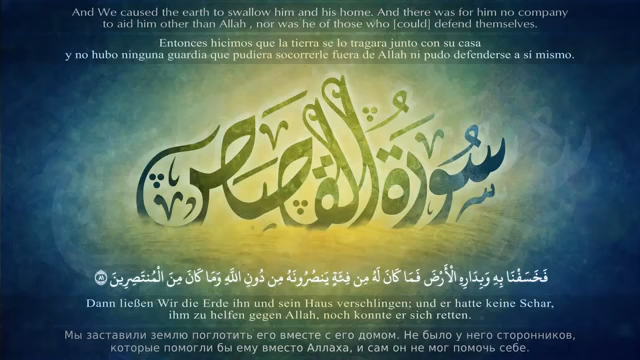 And We caused the earth to swallow him and his home. And there was for him no company
to aid him other than Allah , nor was he of those who [could] defend themselves.
Entonces hicimos que la tierra se lo tragara junto con su casa
y no hubo ninguna guardia que pudiera socorrerle fuera de Allah ni pudo defenderse a sí mismo.
سورة القصاص
فَخَسَفْنَا بِهِ وَبِدَارِهِ الْأَرْضَ فَمَا كَانَ لَهُ مِن فِئَةٍ يَنصُرُونَهُ مِن دُونِ اللَّهِ وَمَا كَانَ مِنَ الْمُنتَصِرِينَ ﴿٨١﴾
Dann ließen Wir die Erde ihn und sein Haus verschlingen; und er hatte keine Schar,
ihm zu helfen gegen Allah, noch konnte er sich retten.
Мы заставили землю поглотить его вместе с его домом. Не было у него сторонников,
которые помогли бы ему вместо Аллаха, и сам он не мог помочь себе.